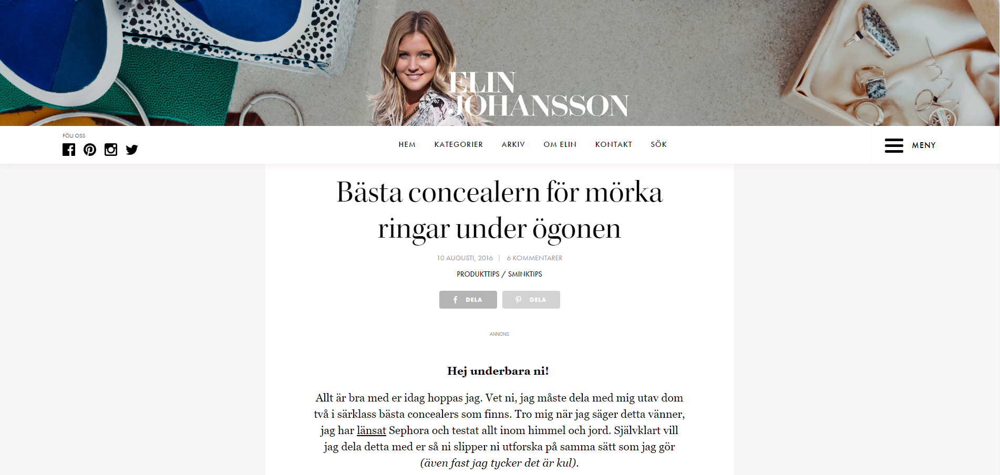 ELIN
JOHANSSON
FÖLJ OSS
HEM KATEGORIER ARKIV OM ELIN KONTAKT SÖK
MENY
Bästa concealern för mörka
ringar under ögonen
10 AUGUSTI, 2016 | 6 KOMMENTARER
PRODUKTTIPS / SMINKTIPS
DELA DELA
ANNONS
Hej underbara ni!
Allt är bra med er idag hoppas jag. Vet ni, jag måste dela med mig utav dom
två i särklass bästa concealers som finns. Tro mig när jag säger detta vänner,
jag har länsat Sephora och testat allt inom himmel och jord. Självklart vill
jag dela detta med er så ni slipper ni utforska på samma sätt som jag gör
(även fast jag tycker det är kul).